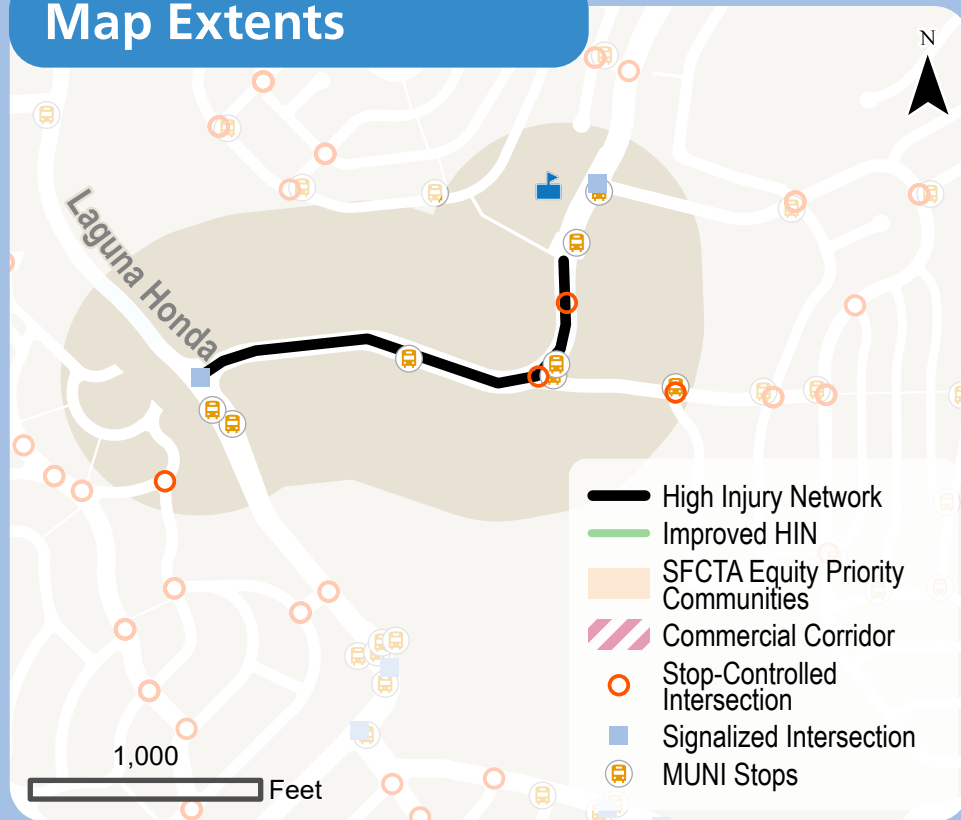 Map Extents
N
Laguna Honda
High Injury Network
Improved HIN
SFCTA Equity Priority
Communities
Commercial Corridor
Stop-Controlled
Intersection
Signalized Intersection
MUNI Stops
1,000
Feet